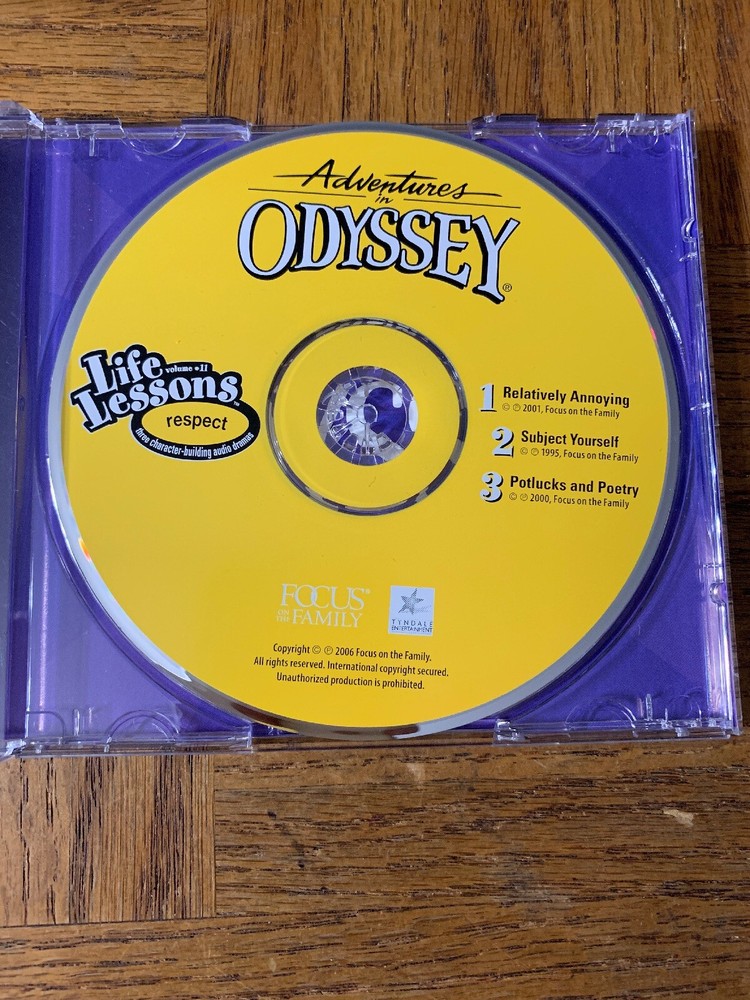 Adventures
in
ODYSSEY®
Life volume • 11
Lessons™
respect
three character-building audio dramas
1 Relatively Annoying
© ℗ 2001, Focus on the Family
2 Subject Yourself
© ℗ 1995, Focus on the Family
3 Potlucks and Poetry
© ℗ 2000, Focus on the Family
FOCUS®
ON THE FAMILY
TYNDALE
ENTERTAINMENT
Copyright © ℗ 2006 Focus on the Family.
All rights reserved. International copyright secured.
Unauthorized production is prohibited.